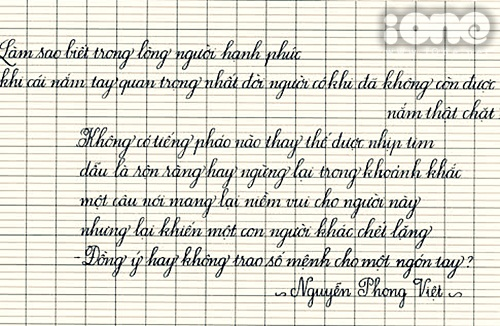 ione
Làm sao biết trong lòng người hạnh phúc
khi cái nắm tay quan trọng nhất đời người có khi đã không còn được
nắm thật chặt
Không có tiếng pháo nào thay thế được nhịp tim
dẫu là rộn ràng hay ngừng lại trong khoảnh khắc
một câu nói mang lại niềm vui cho người này
nhưng lại khiến một con người khác chết lặng
-Đồng ý hay không trao số mệnh cho một ngón tay?
~ Nguyễn Phong Việt ~